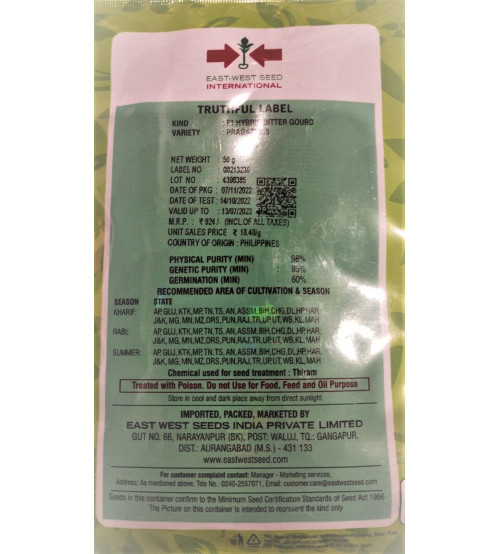 EAST-WEST SEED
INTERNATIONAL
TRUTHFUL LABEL
KIND : F1 HYBRID BITTER GOURD
VARIETY : PRAGATI
NET WEIGHT : 50 g
LABEL NO : 08213230
LOT NO : 4398385
DATE OF PKG : 07/11/2022
DATE OF TEST : 14/10/2022
VALID UP TO : 13/07/2023
M.R.P. : ₹ 924/- (INCL.OF ALL TAXES)
UNIT SALES PRICE ₹ 18.48/g
COUNTRY OF ORIGIN : PHILIPPINES
PHYSICAL PURITY (MIN) : 98%
GENETIC PURITY (MIN) : 95%
GERMINATION (MIN) : 60%
RECOMMENDED AREA OF CULTIVATION & SEASON
SEASON STATE
KHARIF: AP,GUJ, KTK,MP,TN,TS, AN,ASSM,BIH,CHG,DL,HP,HAR,
J&K, MG, MN, MZ, ORS, PUN, RAJ, TR, UP, UT, WB, KL, MAH
RABI: AP,GUJ, KTK,MP,TN,TS, AN,ASSM,BIH,CHG,DL,HP,HAR,
J&K, MG, MN, MZ, ORS, PUN, RAJ, TR, UP, UT, WB, KL, MAH
SUMMER: AP,GUJ, KTK,MP,TN,TS, AN,ASSM,BIH,CHG,DL,HP,HAR,
J&K, MG, MN, MZ, ORS, PUN, RAJ, TR, UP, UT, WB, KL, MAH
Chemical used for seed treatment : Thiram
Treated with Poison. Do not Use for Food, Feed and Oil Purpose
Store in cool and dark place away from direct sunlight
IMPORTED, PACKED, MARKETED BY
EAST WEST SEEDS INDIA PRIVATE LIMITED
GUT NO. 66, NARAYANPUR (BK), POST: WALUJ, TQ.: GANGAPUR,
DIST.: AURANGABAD (M.S.) - 431 133
www.eastwestseed.com
For customer complaint contact: Manager - Marketing services,
Address: As mentioned above, Tele No. 0240-2557071, Email: customercare@eastwestseed.com
Seeds in this container confirm to the Minimum Seed Certification Standards of Seed Act 1966
The Picture on this container is intended to represent the kind only